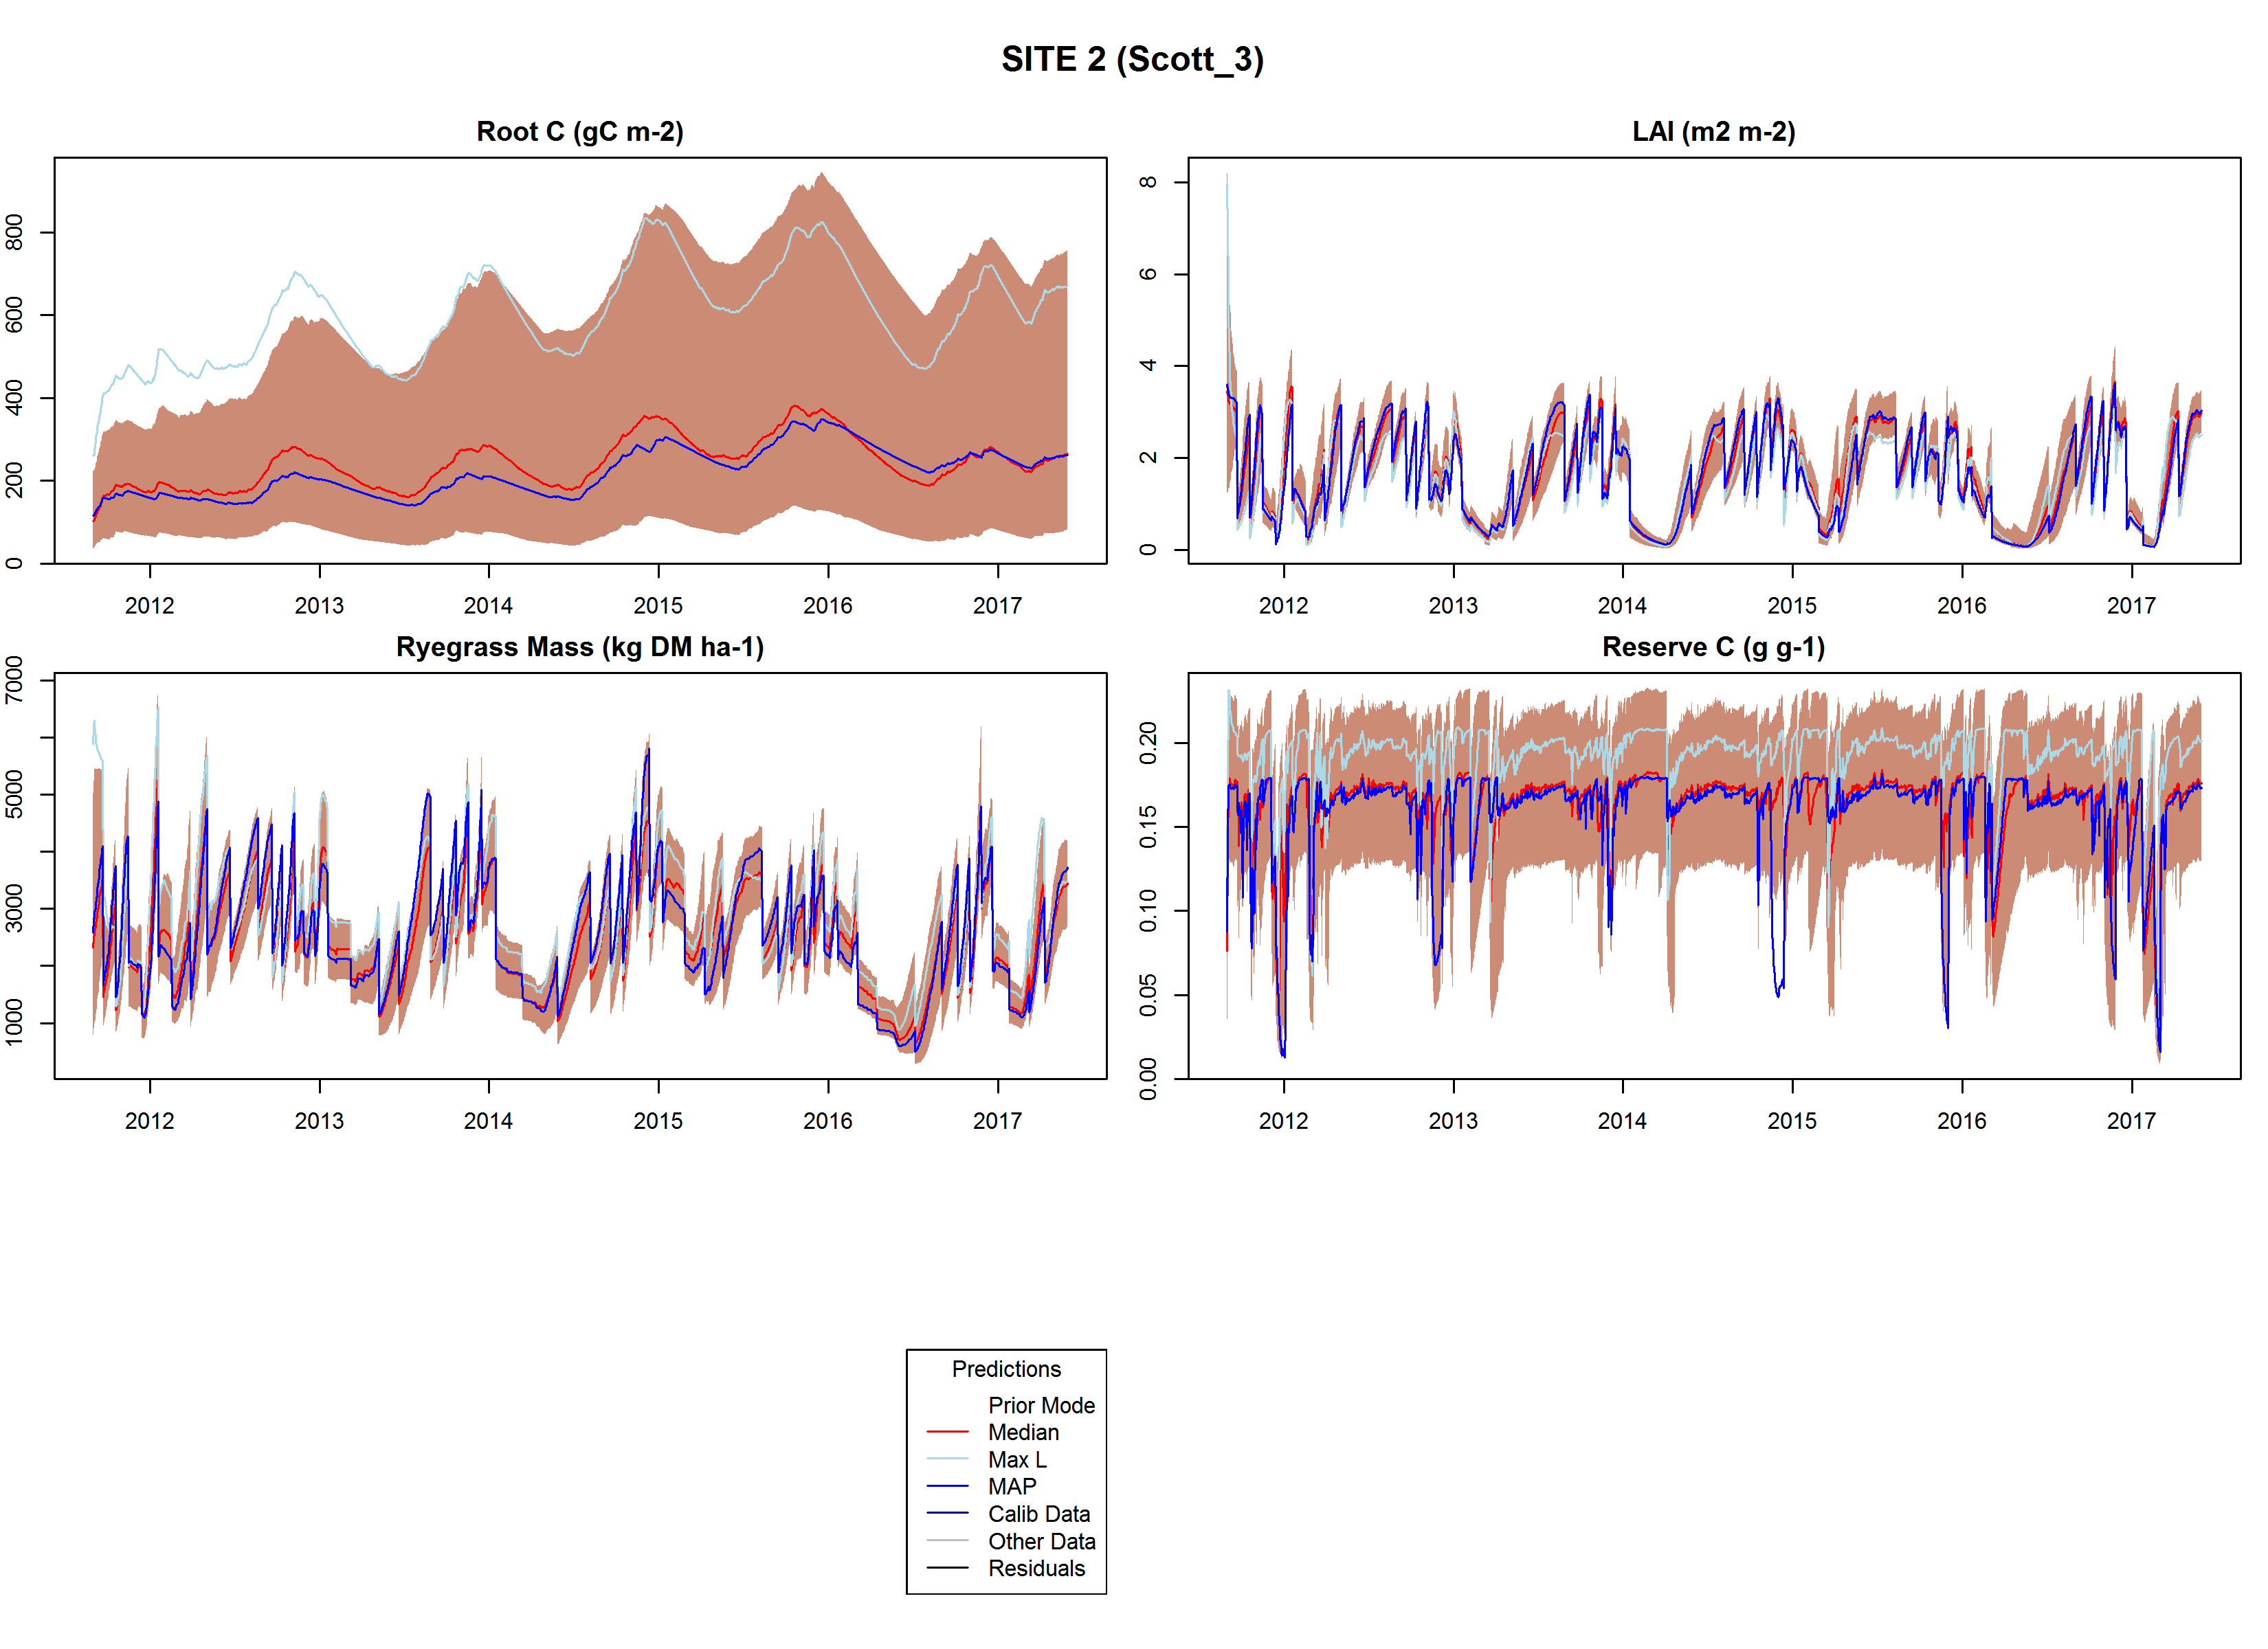 SITE 2 (Scott_3)
Root C (gC m-2)
0 200 400 600 800
2012 2013 2014 2015 2016 2017
LAI (m2 m-2)
0 2 4 6 8
2012 2013 2014 2015 2016 2017
Ryegrass Mass (kg DM ha-1)
1000 3000 5000 7000
2012 2013 2014 2015 2016 2017
Reserve C (g g-1)
0.00 0.05 0.10 0.15 0.20
2012 2013 2014 2015 2016 2017
Predictions
Prior Mode
Median
Max L
MAP
Calib Data
Other Data
Residuals